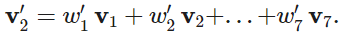 v′₂ = w′₁ v₁ + w′₂ v₂+…+w′₇ v₇.